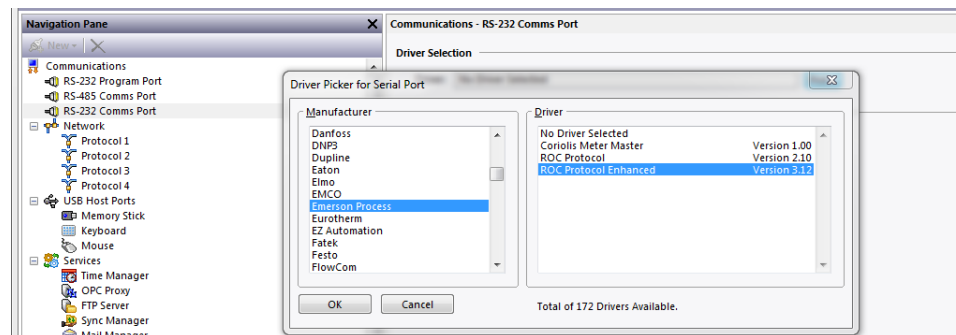 Navigation Pane
New
Communications
RS-232 Program Port
RS-485 Comms Port
RS-232 Comms Port
Network
Protocol 1
Protocol 2
Protocol 3
Protocol 4
USB Host Ports
Memory Stick
Keyboard
Mouse
Services
Time Manager
OPC Proxy
FTP Server
Sync Manager
Mail Manager
Communications - RS-232 Comms Port
Driver Selection
No Driver Selected
Driver Picker for Serial Port
Manufacturer
Danfoss
DNP3
Dupline
Eaton
Elmo
EMCO
Emerson Process
Eurotherm
EZ Automation
Fatek
Festo
FlowCom
Driver
No Driver Selected
Coriolis Meter Master Version 1.00
ROC Protocol Version 2.10
ROC Protocol Enhanced Version 3.12
OK
Cancel
Total of 172 Drivers Available.